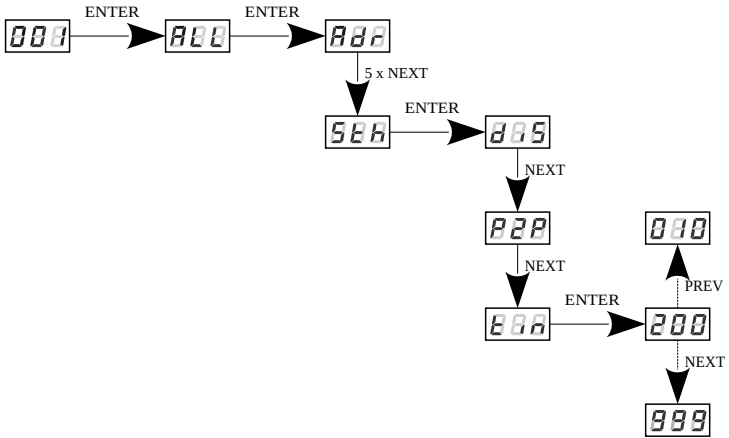 ENTER ENTER
001 ALL Adr
5 x NEXT
ENTER
Sth diS
NEXT
P2P 010
NEXT
PREV
ENTER
tin 200
NEXT
999